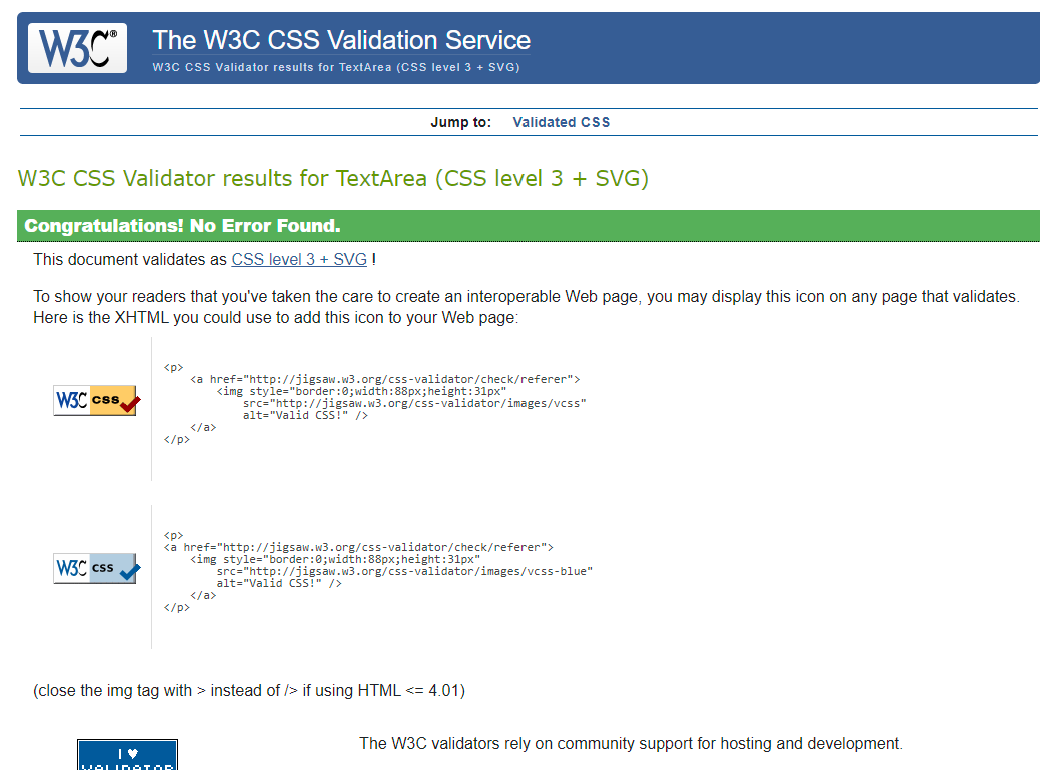 W3C®
The W3C CSS Validation Service
W3C CSS Validator results for TextArea (CSS level 3 + SVG)
Jump to: Validated CSS
W3C CSS Validator results for TextArea (CSS level 3 + SVG)
Congratulations! No Error Found.
This document validates as CSS level 3 + SVG !
To show your readers that you've taken the care to create an interoperable Web page, you may display this icon on any page that validates.
Here is the XHTML you could use to add this icon to your Web page:
W3C css
<p>
    <a href="http://jigsaw.w3.org/css-validator/check/referer">
        <img style="border:0;width:88px;height:31px"
            src="http://jigsaw.w3.org/css-validator/images/vcss"
            alt="Valid CSS!" />
    </a>
</p>
W3C css
<p>
<a href="http://jigsaw.w3.org/css-validator/check/referer">
    <img style="border:0;width:88px;height:31px"
        src="http://jigsaw.w3.org/css-validator/images/vcss-blue"
        alt="Valid CSS!" />
    </a>
</p>
(close the img tag with > instead of /> if using HTML <= 4.01)
I ♥
VALIDATOR
The W3C validators rely on community support for hosting and development.